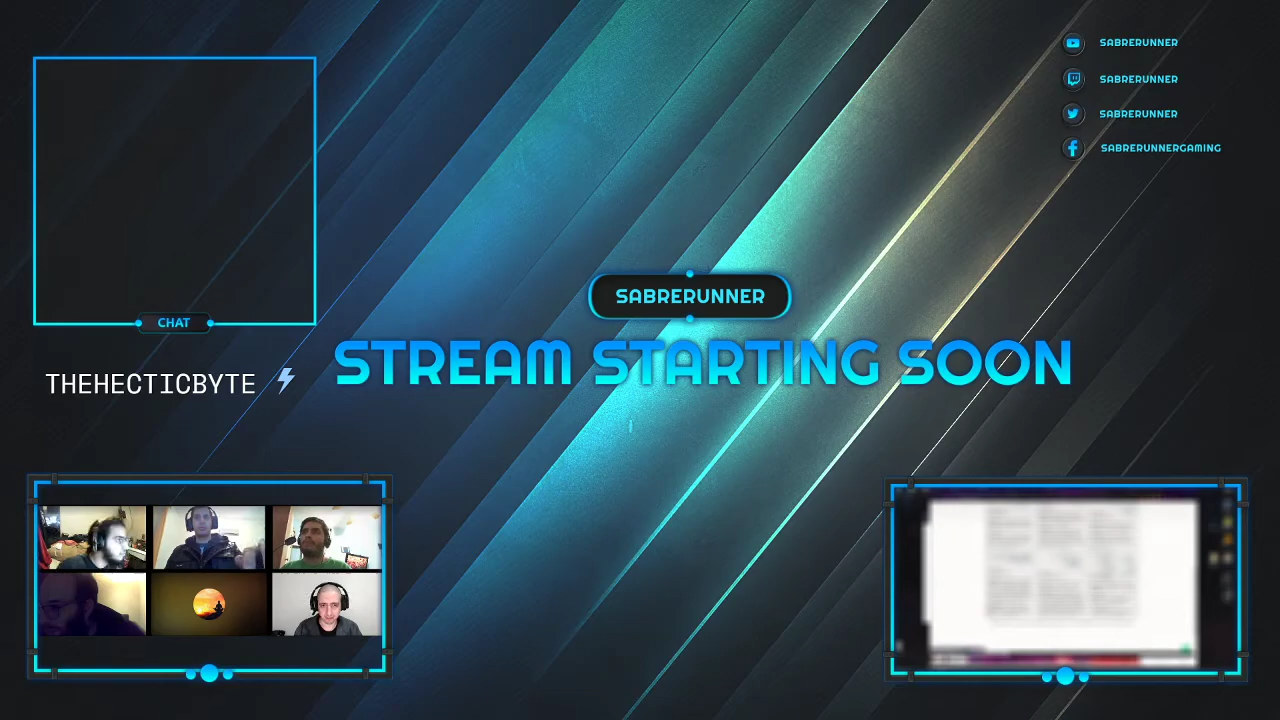 SABRERUNNER
SABRERUNNER
SABRERUNNER
SABRERUNNERGAMING
SABRERUNNER
CHAT
STREAM STARTING SOON
THEHECTICBYTE